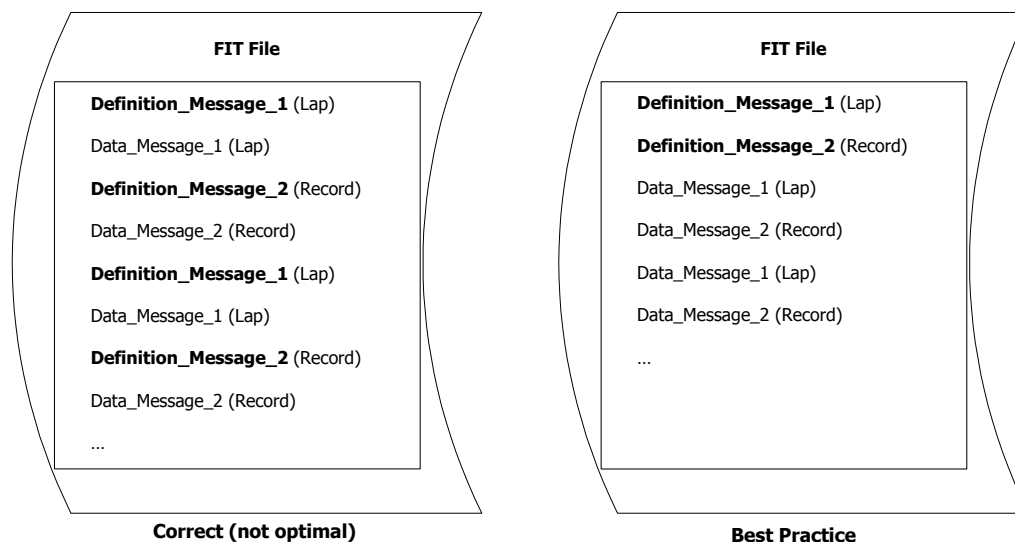 FIT File
Definition_Message_1 (Lap)
Data_Message_1 (Lap)
Definition_Message_2 (Record)
Data_Message_2 (Record)
Definition_Message_1 (Lap)
Data_Message_1 (Lap)
Definition_Message_2 (Record)
Data_Message_2 (Record)
...
Correct (not optimal)
FIT File
Definition_Message_1 (Lap)
Definition_Message_2 (Record)
Data_Message_1 (Lap)
Data_Message_2 (Record)
Data_Message_1 (Lap)
Data_Message_2 (Record)
...
Best Practice